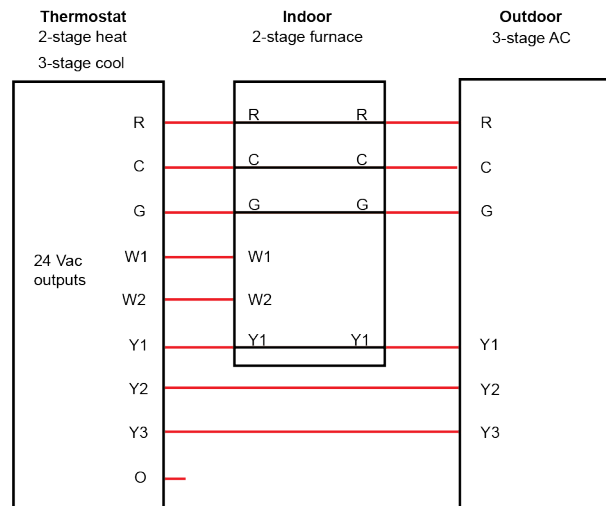 Thermostat
2-stage heat
3-stage cool
Indoor
2-stage furnace
Outdoor
3-stage AC
R
R
R
R
C
C
C
C
G
G
G
G
24 Vac
outputs
W1
W1
W2
W2
Y1
Y1
Y1
Y1
Y2
Y2
Y3
Y3
O